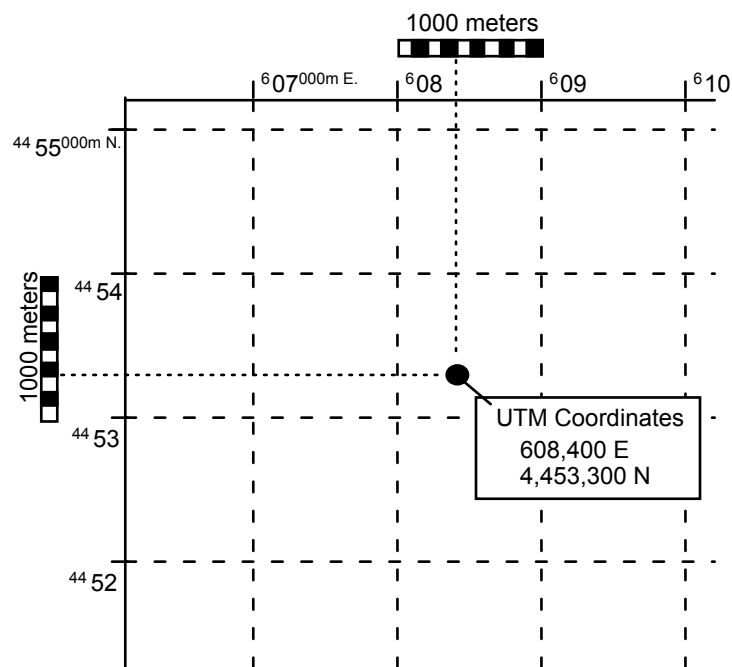 1000 meters
⁶07⁰⁰⁰ᵐ ᴱ·
⁶08
⁶09
⁶10
⁴⁴55⁰⁰⁰ᵐ ᴺ·
⁴⁴54
1000 meters
⁴⁴53
UTM Coordinates
608,400 E
4,453,300 N
⁴⁴52